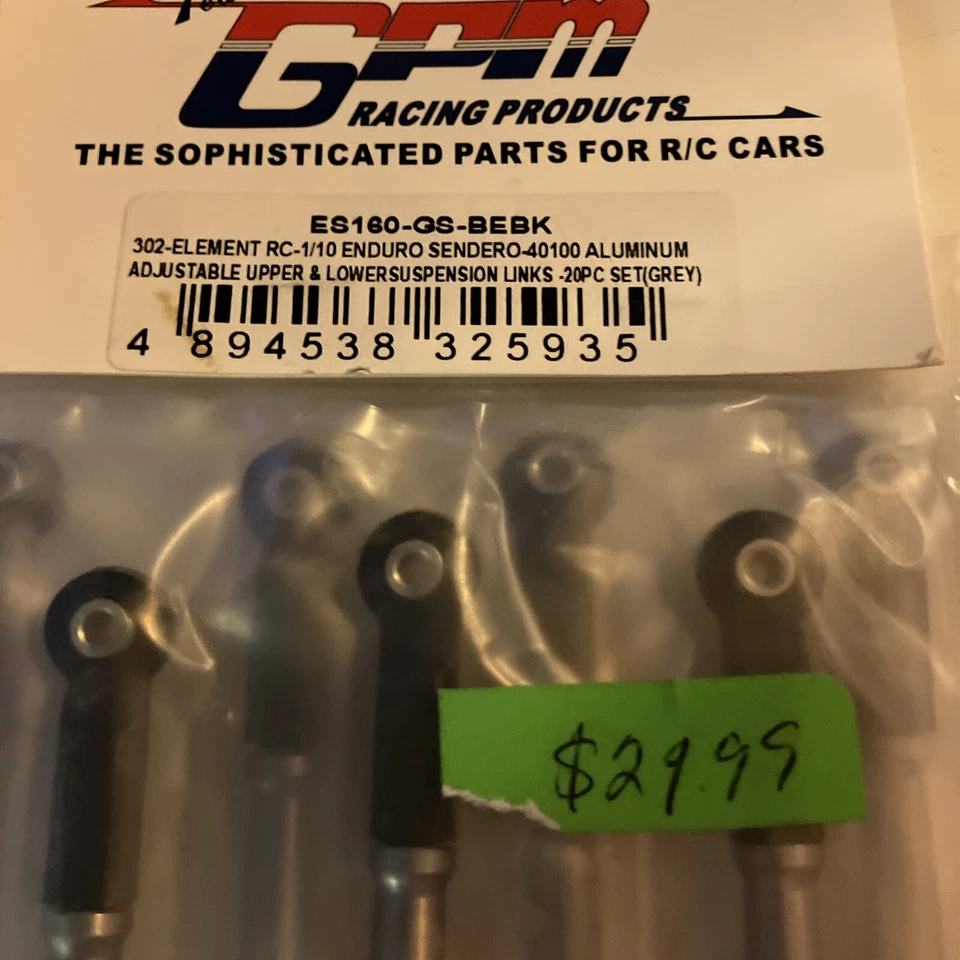 GPM
RACING PRODUCTS
THE SOPHISTICATED PARTS FOR R/C CARS
ES160-GS-BEBK
302-ELEMENT RC-1/10 ENDURO SENDERO-40100 ALUMINUM
ADJUSTABLE UPPER & LOWERSUSPENSION LINKS -20PC SET(GREY)
4 894538 325935
$29.99